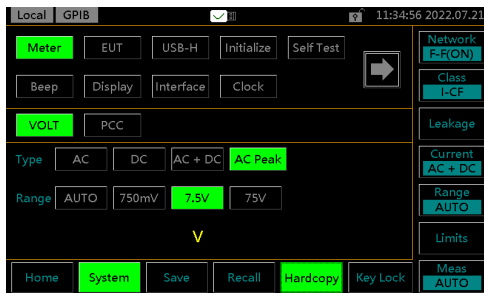 Local GPIB 11:34:56 2022.07.21
Meter EUT USB-H Initialize Self Test
Beep Display Interface Clock
VOLT PCC
Type AC DC AC + DC AC Peak
Range AUTO 750mV 7.5V 75V
V
Network
F-F(ON)
Class
I-CF
Leakage
Current
AC + DC
Range
AUTO
Limits
Meas
AUTO
Home System Save Recall Hardcopy Key Lock